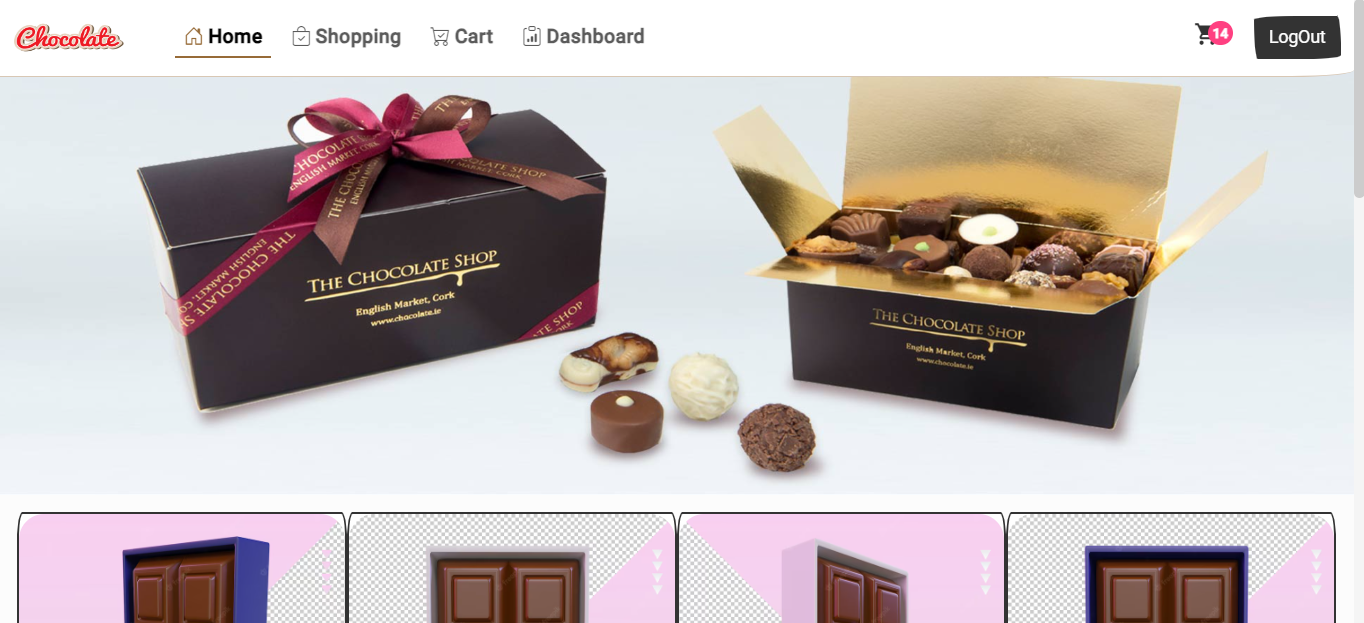 Chocolate
Home
Shopping
Cart
Dashboard
14
LogOut
THE CHOCOLATE SHOP
ENGLISH MARKET, CORK
THE CHOCOLATE SHOP
English Market, Cork
www.chocolate.ie
THE CHOCOLATE SHOP
English Market, Cork
www.chocolate.ie